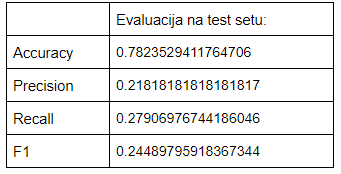 Evaluacija na test setu:
Accuracy 0.7823529411764706
Precision 0.21818181818181817
Recall 0.27906976744186046
F1 0.24489795918367344